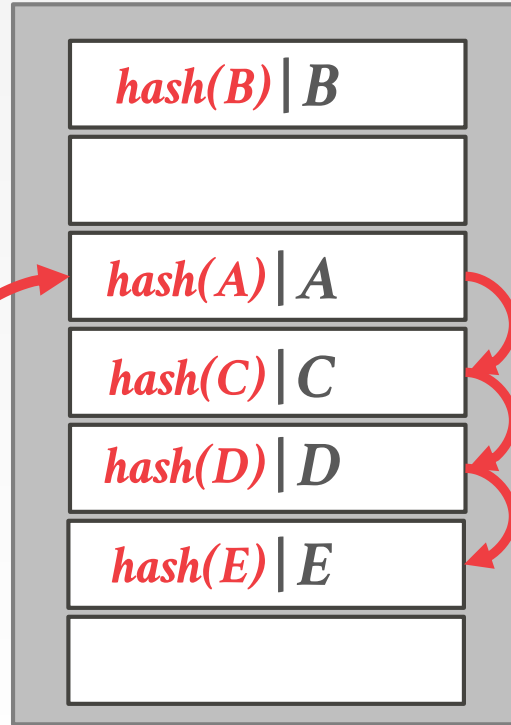 hash(B) | B
hash(A) | A
hash(C) | C
hash(D) | D
hash(E) | E